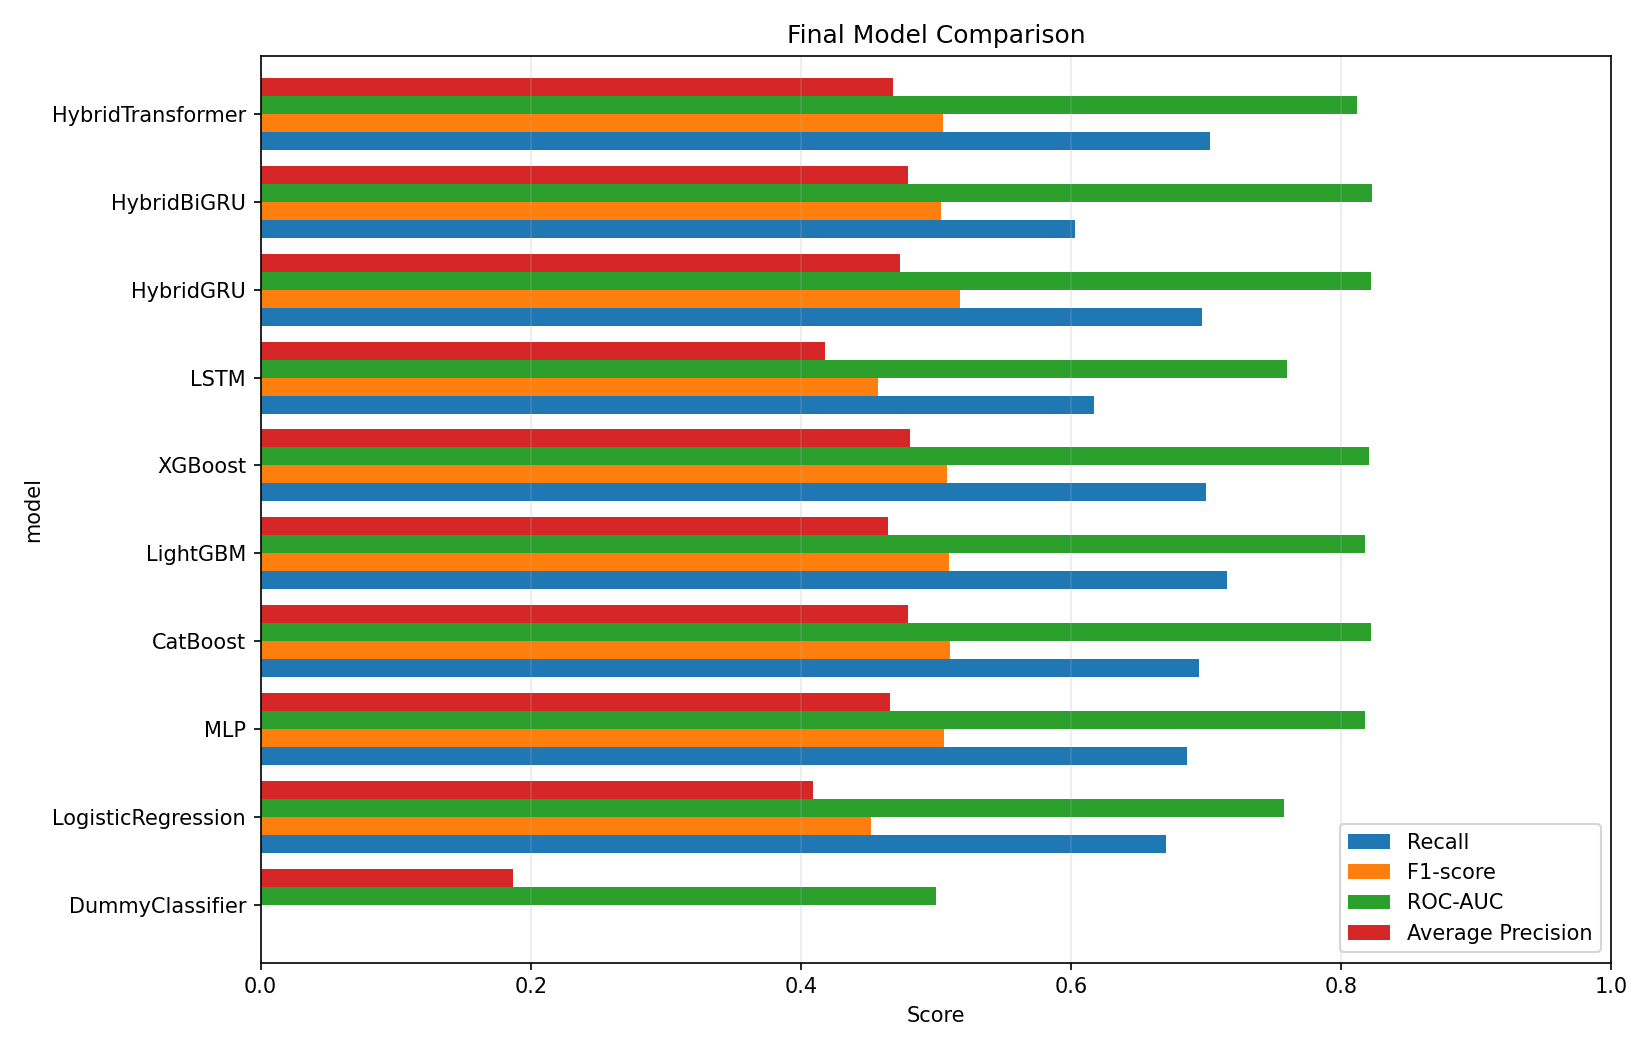 Final Model Comparison
HybridTransformer
HybridBiGRU
HybridGRU
LSTM
XGBoost
LightGBM
CatBoost
MLP
LogisticRegression
DummyClassifier
model
Recall
F1-score
ROC-AUC
Average Precision
0.0 0.2 0.4 0.6 0.8 1.0
Score